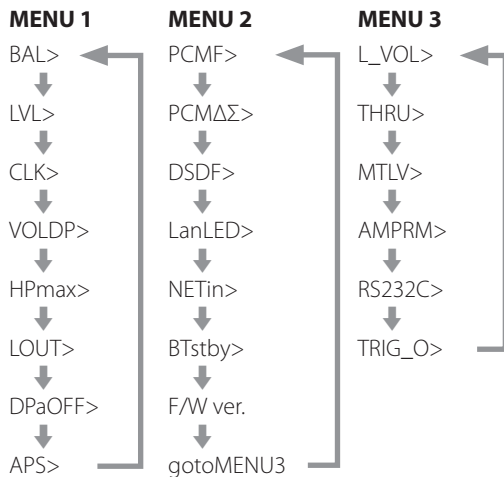 MENU 1
BAL>
LVL>
CLK>
VOLDP>
HPmax>
LOUT>
DPaOFF>
APS>
MENU 2
PCMF>
PCMΔΣ>
DSDF>
LanLED>
NETin>
BTstby>
F/W ver.
gotoMENU3
MENU 3
L_VOL>
THRU>
MTLV>
AMPRM>
RS232C>
TRIG_O>